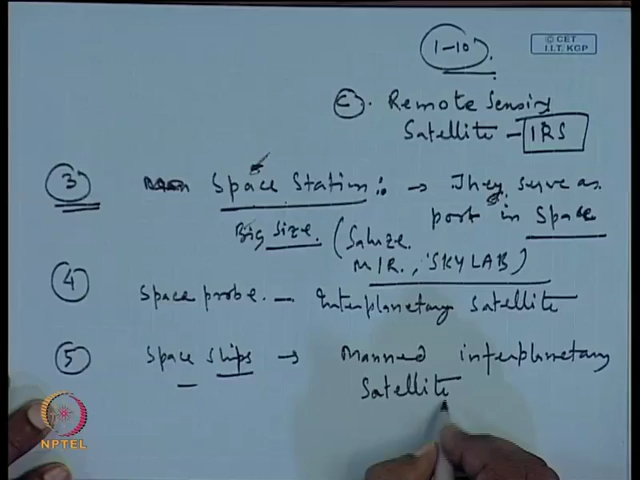 1-10
© CET
I.I.T. KGP
E. Remote Sensing
Satellite - IRS
3 Space Station :- → They serve as
port in Space
Big size. (Saluze.
MIR., SKYLAB)
4 Space probe. - Interplanetary Satellite
5 Space Ships → Manned interplanetary
Satellite
NPTEL